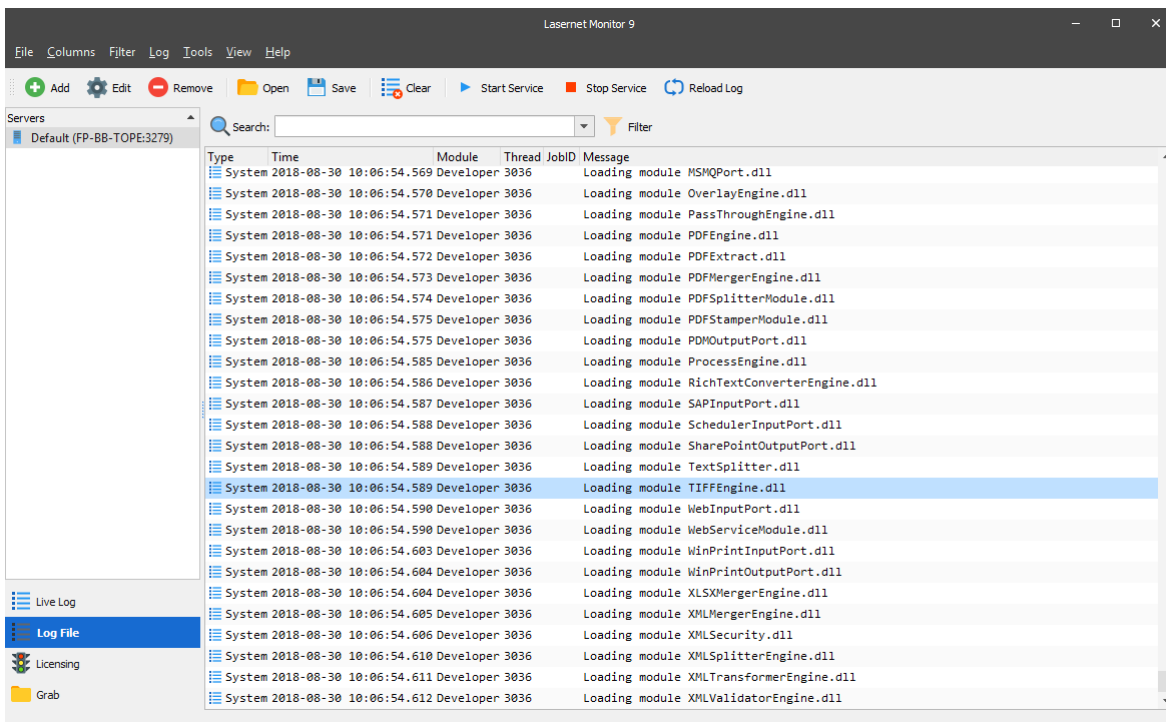 Lasernet Monitor 9
File Columns Filter Log Tools View Help
Add Edit Remove Open Save Clear Start Service Stop Service Reload Log
Servers
Default (FP-BB-TOPE:3279)
Search: Filter
Type Time Module Thread JobID Message
System 2018-08-30 10:06:54.569 Developer 3036 Loading module MSMQPort.dll
System 2018-08-30 10:06:54.570 Developer 3036 Loading module OverlayEngine.dll
System 2018-08-30 10:06:54.571 Developer 3036 Loading module PassThroughEngine.dll
System 2018-08-30 10:06:54.571 Developer 3036 Loading module PDFEngine.dll
System 2018-08-30 10:06:54.572 Developer 3036 Loading module PDFExtract.dll
System 2018-08-30 10:06:54.573 Developer 3036 Loading module PDFMergerEngine.dll
System 2018-08-30 10:06:54.574 Developer 3036 Loading module PDFSplitterModule.dll
System 2018-08-30 10:06:54.575 Developer 3036 Loading module PDFStamperModule.dll
System 2018-08-30 10:06:54.575 Developer 3036 Loading module PDMOutputPort.dll
System 2018-08-30 10:06:54.585 Developer 3036 Loading module ProcessEngine.dll
System 2018-08-30 10:06:54.586 Developer 3036 Loading module RichTextConverterEngine.dll
System 2018-08-30 10:06:54.587 Developer 3036 Loading module SAPInputPort.dll
System 2018-08-30 10:06:54.588 Developer 3036 Loading module SchedulerInputPort.dll
System 2018-08-30 10:06:54.588 Developer 3036 Loading module SharePointOutputPort.dll
System 2018-08-30 10:06:54.589 Developer 3036 Loading module TextSplitter.dll
System 2018-08-30 10:06:54.589 Developer 3036 Loading module TIFFEngine.dll
System 2018-08-30 10:06:54.590 Developer 3036 Loading module WebInputPort.dll
System 2018-08-30 10:06:54.590 Developer 3036 Loading module WebServiceModule.dll
System 2018-08-30 10:06:54.603 Developer 3036 Loading module WinPrintInputPort.dll
System 2018-08-30 10:06:54.604 Developer 3036 Loading module WinPrintOutputPort.dll
System 2018-08-30 10:06:54.604 Developer 3036 Loading module XLSXMergerEngine.dll
System 2018-08-30 10:06:54.605 Developer 3036 Loading module XMLMergerEngine.dll
System 2018-08-30 10:06:54.606 Developer 3036 Loading module XMLSecurity.dll
System 2018-08-30 10:06:54.610 Developer 3036 Loading module XMLSplitterEngine.dll
System 2018-08-30 10:06:54.611 Developer 3036 Loading module XMLTransformerEngine.dll
System 2018-08-30 10:06:54.612 Developer 3036 Loading module XMLValidatorEngine.dll
Live Log
Log File
Licensing
Grab